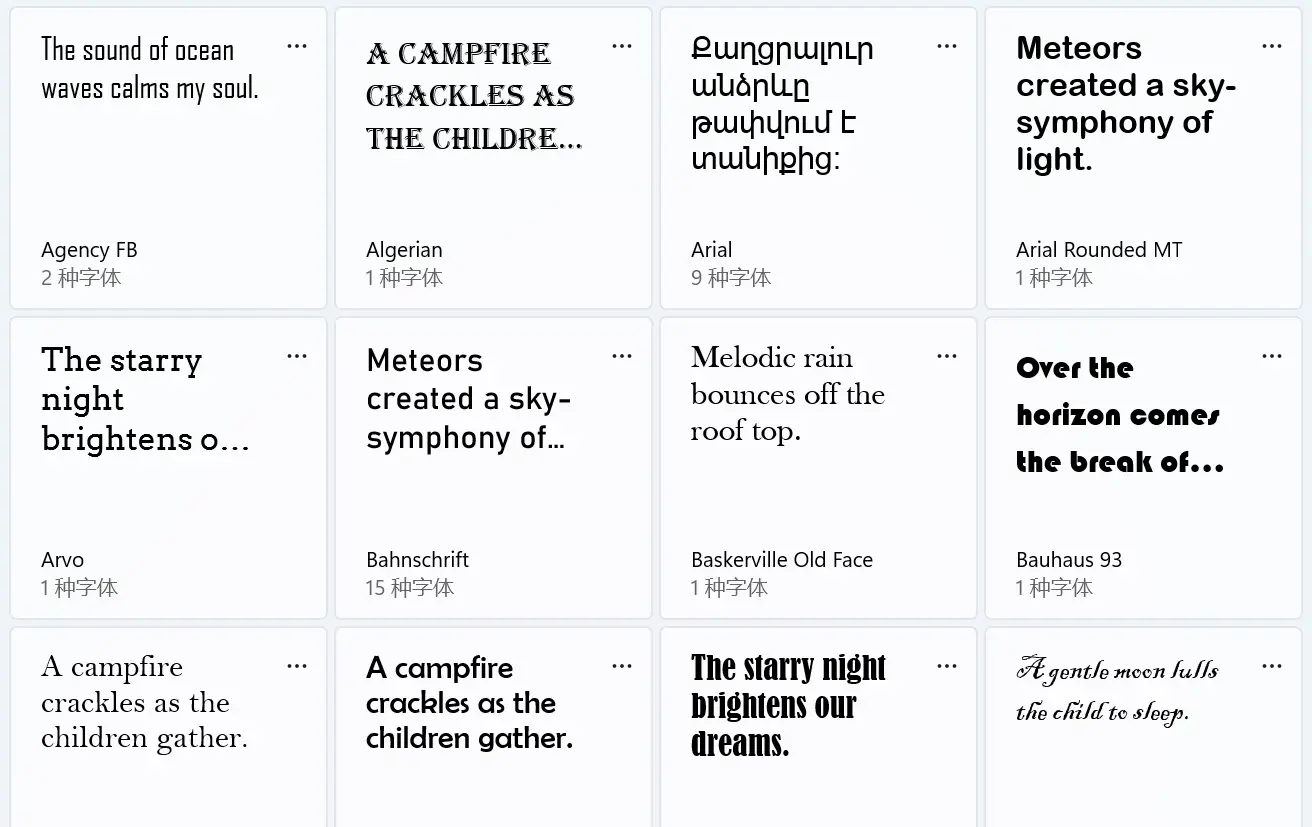 The sound of ocean
waves calms my soul.
Agency FB
2 种字体
A CAMPFIRE
CRACKLES AS
THE CHILDRE...
Algerian
1 种字体
Քաղցրալուր
անձրևը
թափվում է
տանիքից:
Arial
9 种字体
Meteors
created a sky-
symphony of
light.
Arial Rounded MT
1 种字体
The starry
night
brightens o...
Arvo
1 种字体
Meteors
created a sky-
symphony of...
Bahnschrift
15 种字体
Melodic rain
bounces off the
roof top.
Baskerville Old Face
1 种字体
Over the
horizon comes
the break of...
Bauhaus 93
1 种字体
A campfire
crackles as the
children gather.
A campfire
crackles as the
children gather.
The starry night
brightens our
dreams.
A gentle moon lulls
the child to sleep.